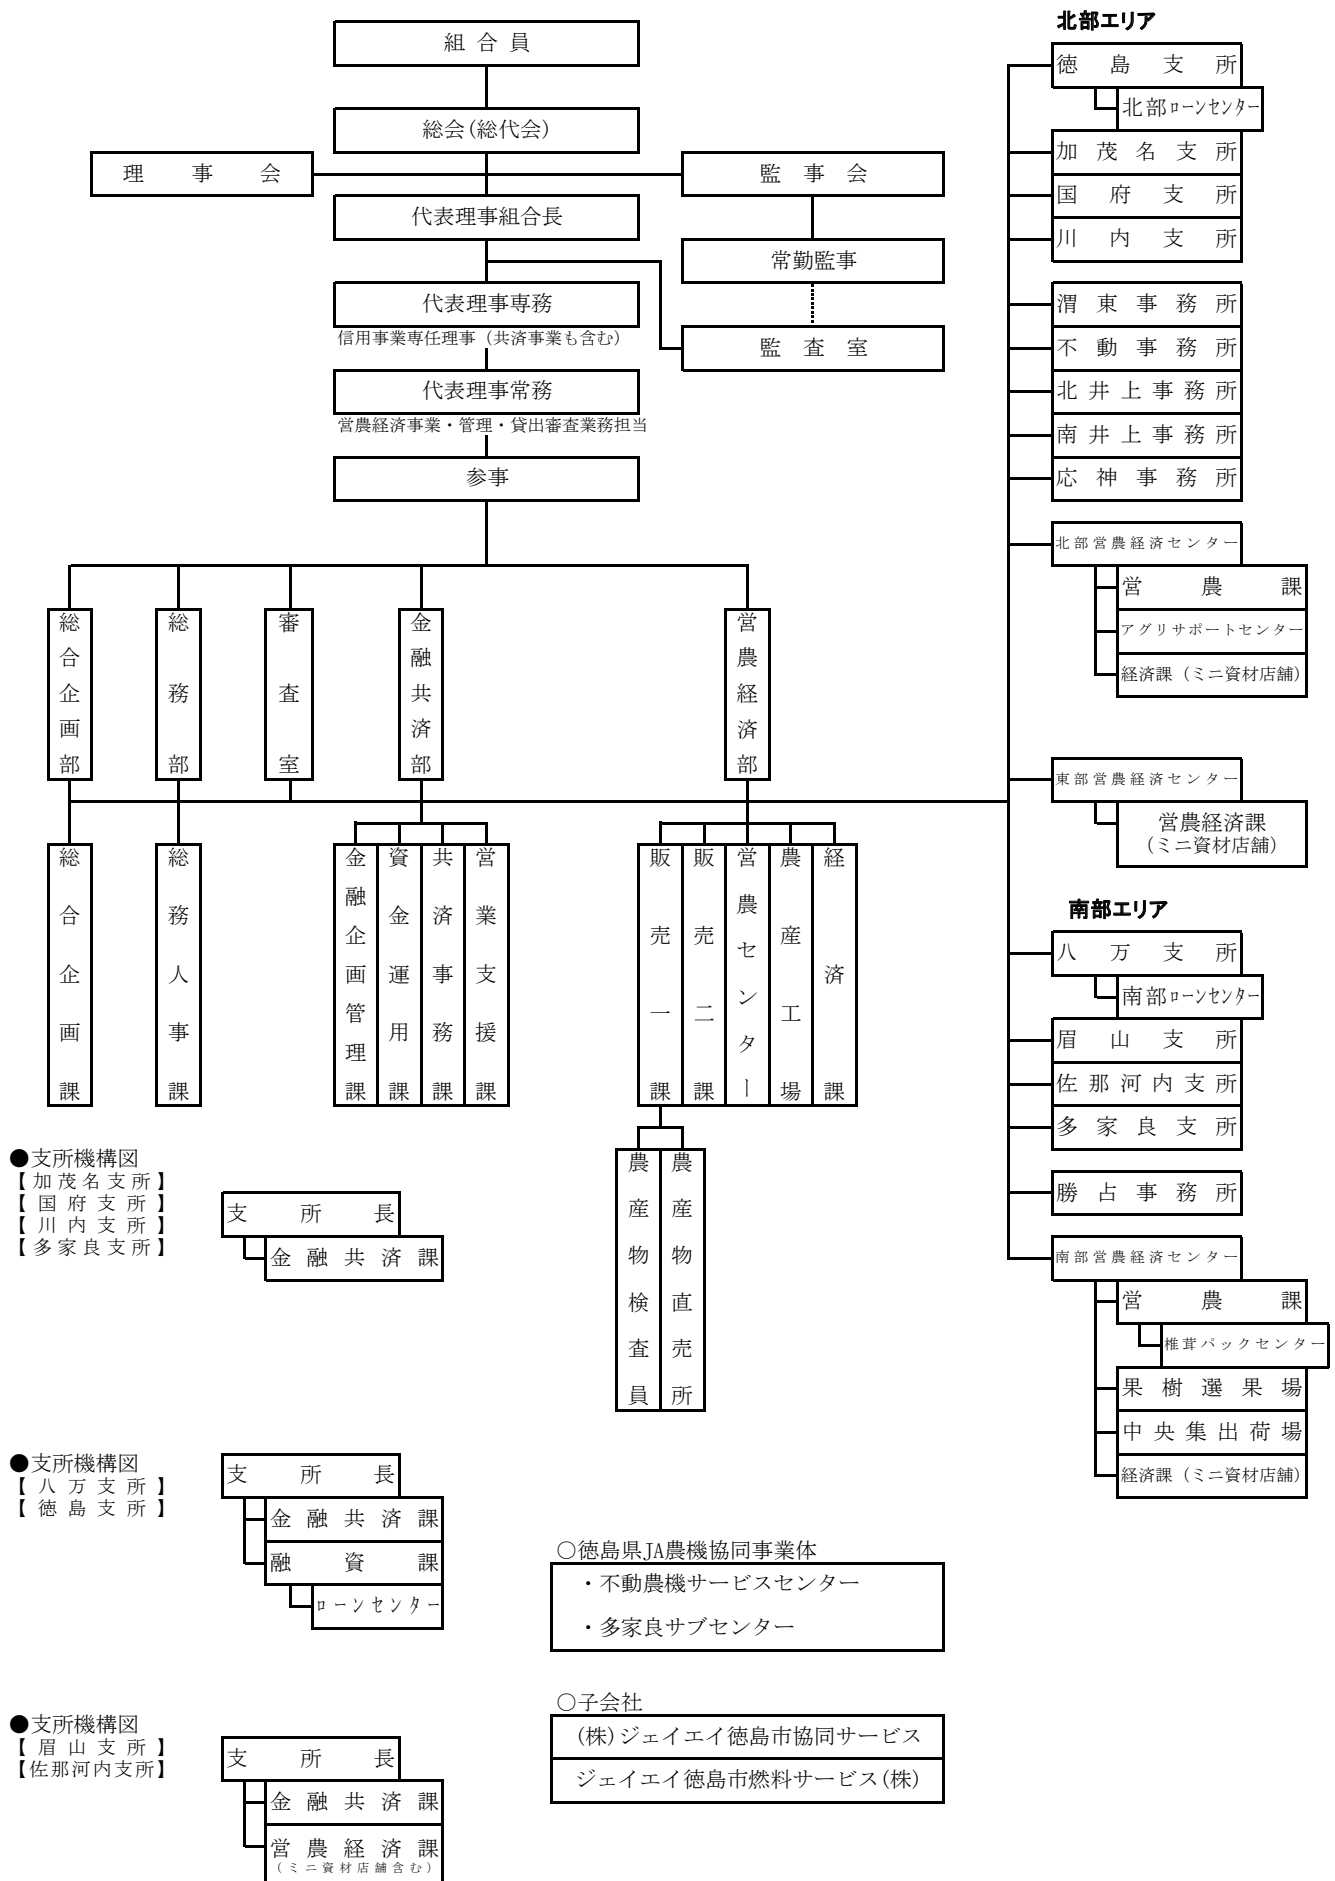 組合員
総会(総代会)
理事会
監事会
代表理事組合長
常勤監事
代表理事専務
信用事業専任理事（共済事業も含む）
監査室
代表理事常務
営農経済事業・管理・貸出審査業務担当
参事
総合企画部
総務部
審査室
金融共済部
営農経済部
総合企画課
総務人事課
金融企画管理課
資金運用課
共済事務課
営業支援課
販売一課
販売二課
営農センター
農産工場
経済課
農産物検査員
農産物直売所
北部エリア
徳島支所
北部ローンセンター
加茂名支所
国府支所
川内支所
渭東事務所
不動事務所
北井上事務所
南井上事務所
応神事務所
北部営農経済センター
営農課
アグリサポートセンター
経済課（ミニ資材店舗）
東部営農経済センター
営農経済課
（ミニ資材店舗）
南部エリア
八万支所
南部ローンセンター
眉山支所
佐那河内支所
多家良支所
勝占事務所
南部営農経済センター
営農課
椎茸パックセンター
果樹選果場
中央集出荷場
経済課（ミニ資材店舗）
●支所機構図
【加茂名支所】
【国府支所】
【川内支所】
【多家良支所】
支所長
金融共済課
●支所機構図
【八万支所】
【徳島支所】
支所長
金融共済課
融資課
ローンセンター
●支所機構図
【眉山支所】
【佐那河内支所】
支所長
金融共済課
営農経済課
（ミニ資材店舗含む）
○徳島県JA農機協同事業体
・不動農機サービスセンター
・多家良サブセンター
○子会社
(株)ジェイエイ徳島市協同サービス
ジェイエイ徳島市燃料サービス(株)